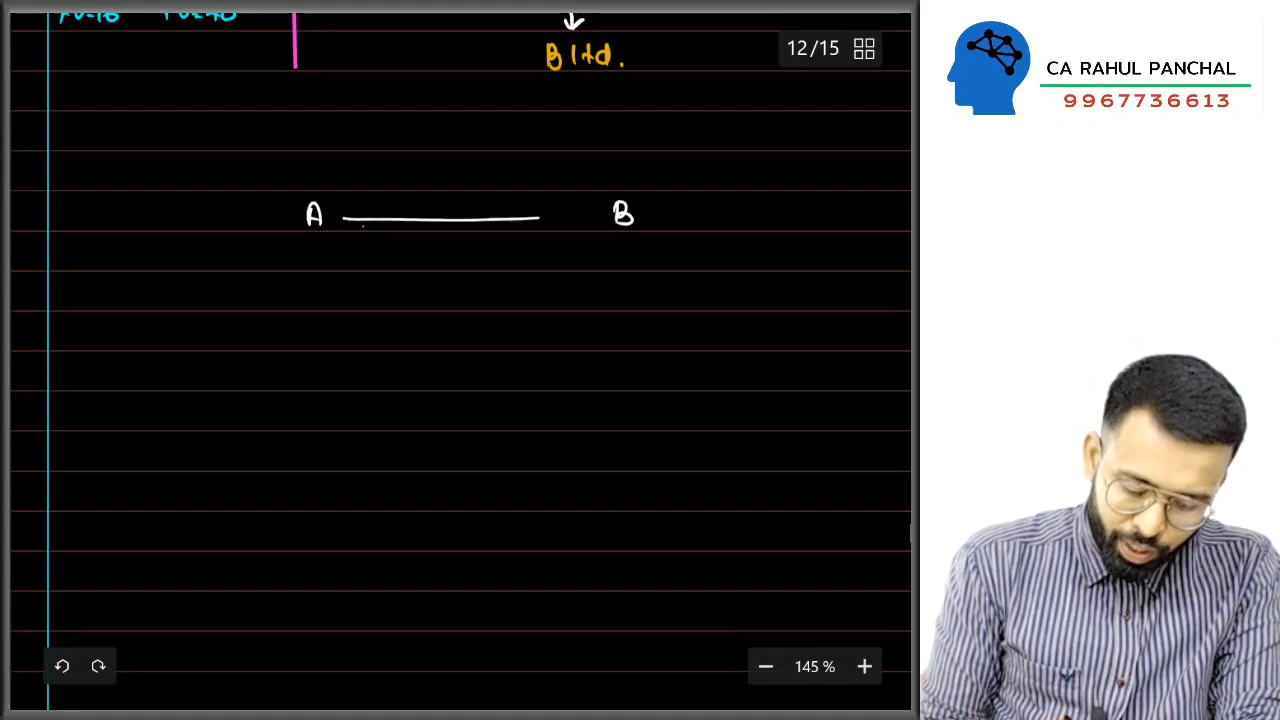 12/15
B ltd.
CA RAHUL PANCHAL
9967736613
A B
145 %